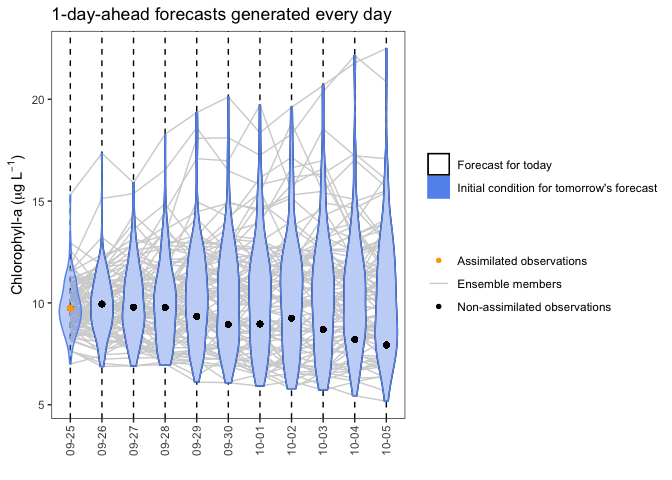 1-day-ahead forecasts generated every day
Chlorophyll-a (μg L⁻¹)
20
15
10
5
09-25
09-26
09-27
09-28
09-29
09-30
10-01
10-02
10-03
10-04
10-05
Forecast for today
Initial condition for tomorrow's forecast
Assimilated observations
Ensemble members
Non-assimilated observations